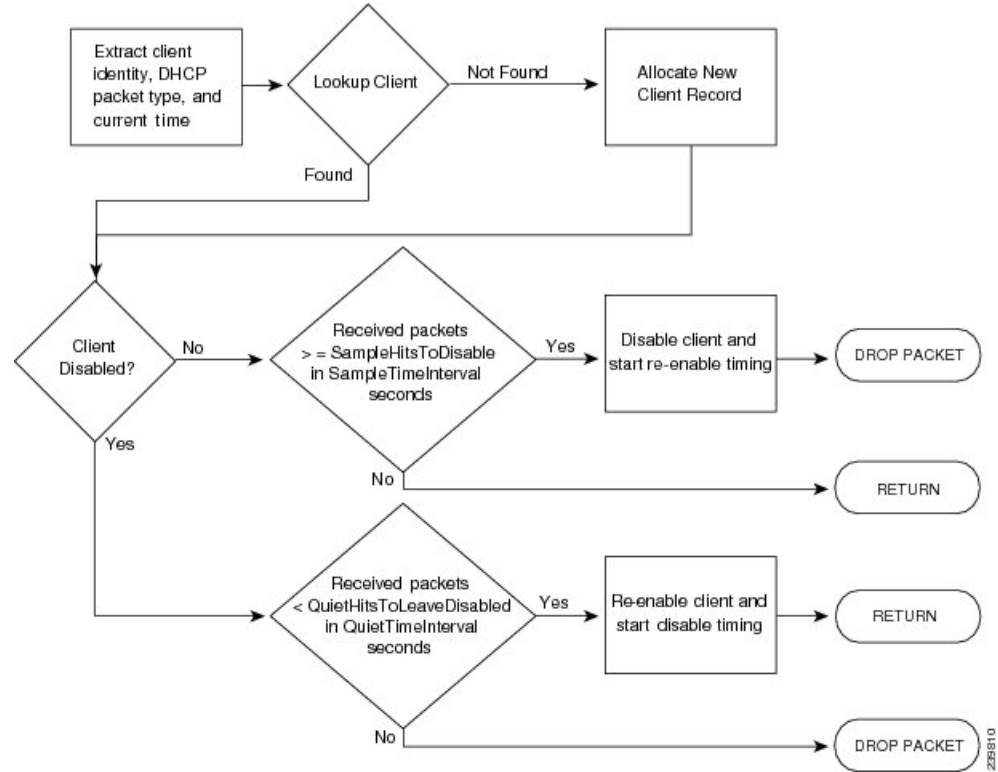 Extract client
identity, DHCP
packet type, and
current time
Lookup Client
Not Found
Allocate New
Client Record
Found
Client
Disabled?
No
Received packets
> = SampleHitsToDisable
in SampleTimeInterval
seconds
Yes
Disable client and
start re-enable timing
DROP PACKET
Yes
No
RETURN
Received packets
< QuietHitsToLeaveDisabled
in QuietTimeInterval
seconds
Yes
Re-enable client and
start disable timing
RETURN
No
DROP PACKET
239810